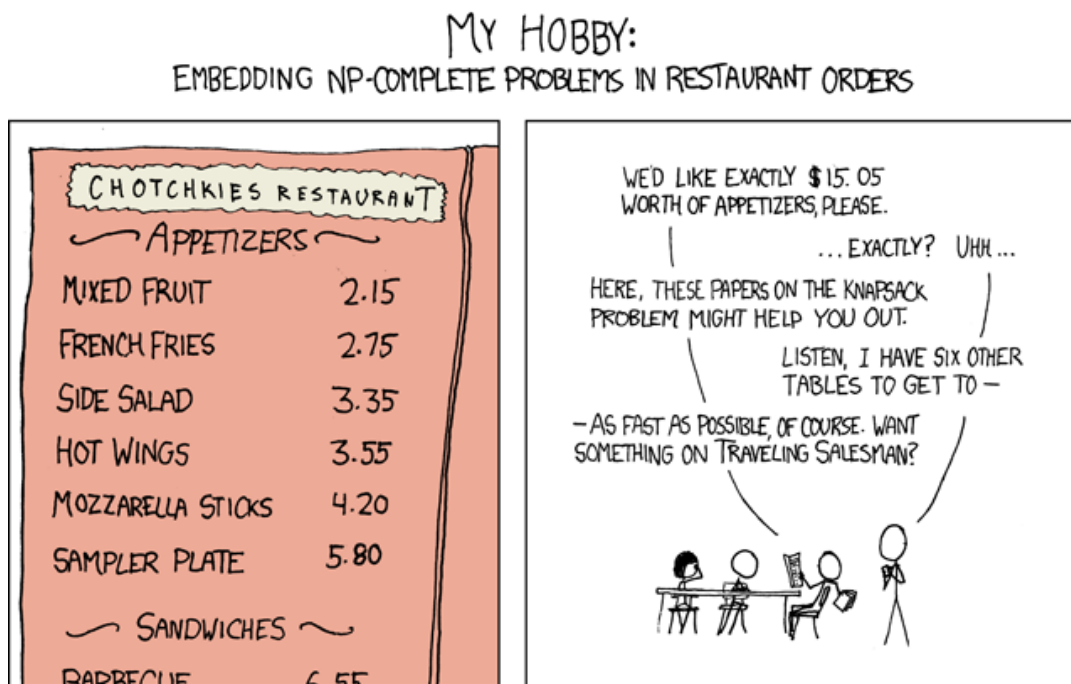 MY HOBBY:
EMBEDDING NP-COMPLETE PROBLEMS IN RESTAURANT ORDERS
CHOTCHKIES RESTAURANT
APPETIZERS
MIXED FRUIT 2.15
FRENCH FRIES 2.75
SIDE SALAD 3.35
HOT WINGS 3.55
MOZZARELLA STICKS 4.20
SAMPLER PLATE 5.80
SANDWICHES
BARBECUE 6.55
WE'D LIKE EXACTLY $15.05
WORTH OF APPETIZERS, PLEASE.
...EXACTLY? UHH...
HERE, THESE PAPERS ON THE KNAPSACK
PROBLEM MIGHT HELP YOU OUT.
LISTEN, I HAVE SIX OTHER
TABLES TO GET TO —
—AS FAST AS POSSIBLE, OF COURSE. WANT
SOMETHING ON TRAVELING SALESMAN?